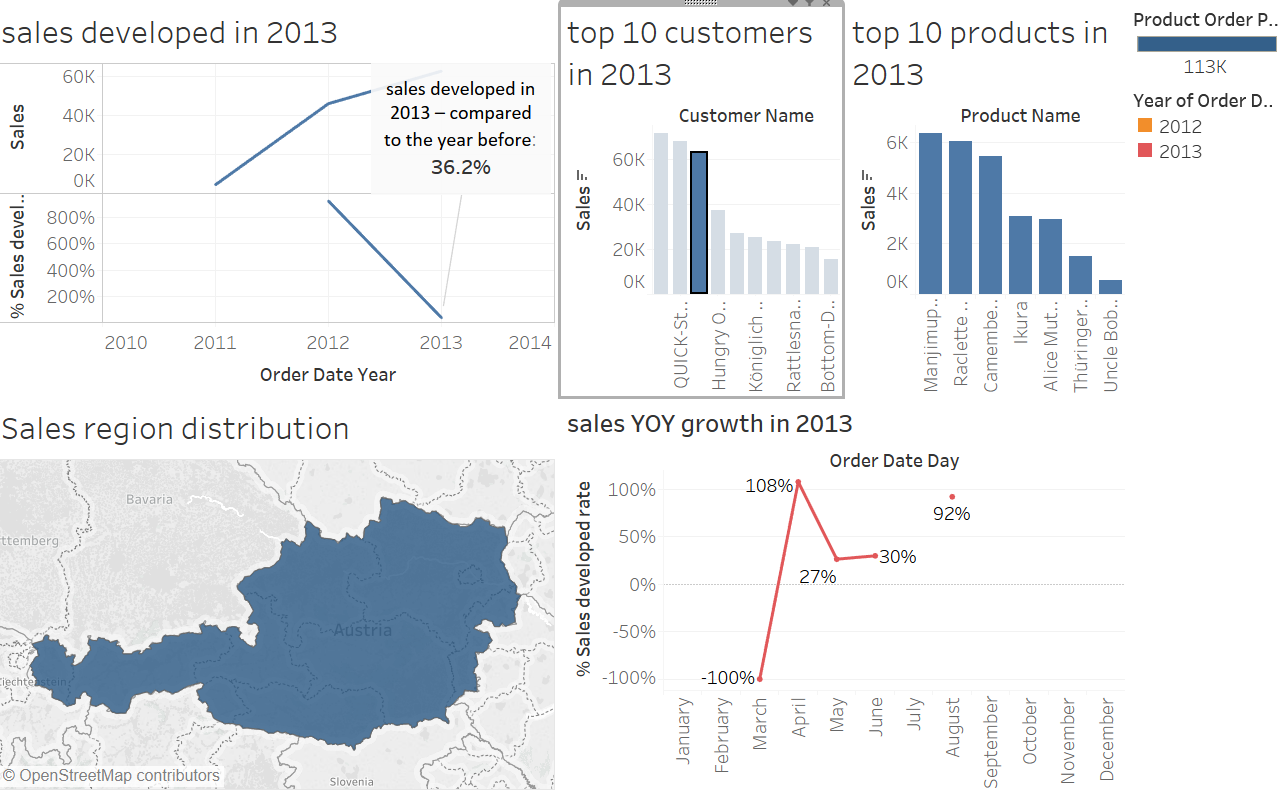 sales developed in 2013
Sales
60K
40K
20K
0K
sales developed in
2013 – compared
to the year before:
36.2%
% Sales devel..
800%
600%
400%
200%
2010
2011
2012
2013
2014
Order Date Year
top 10 customers
in 2013
Customer Name
Sales
60K
40K
20K
0K
QUICK-St..
Hungry O..
Königlich ..
Rattlesna..
Bottom-D..
top 10 products in
2013
Product Name
Sales
6K
4K
2K
0K
Manjimup..
Raclette ..
Camembe..
Ikura
Alice Mut..
Thüringer..
Uncle Bob..
Product Order P..
113K
Year of Order D..
2012
2013
Sales region distribution
Bavaria
ttemberg
Austria
iechtenstein
Slovenia
© OpenStreetMap contributors
sales YOY growth in 2013
Order Date Day
% Sales developed rate
100%
50%
0%
-50%
-100%
108%
92%
27%
30%
-100%
January
February
March
April
May
June
July
August
September
October
November
December